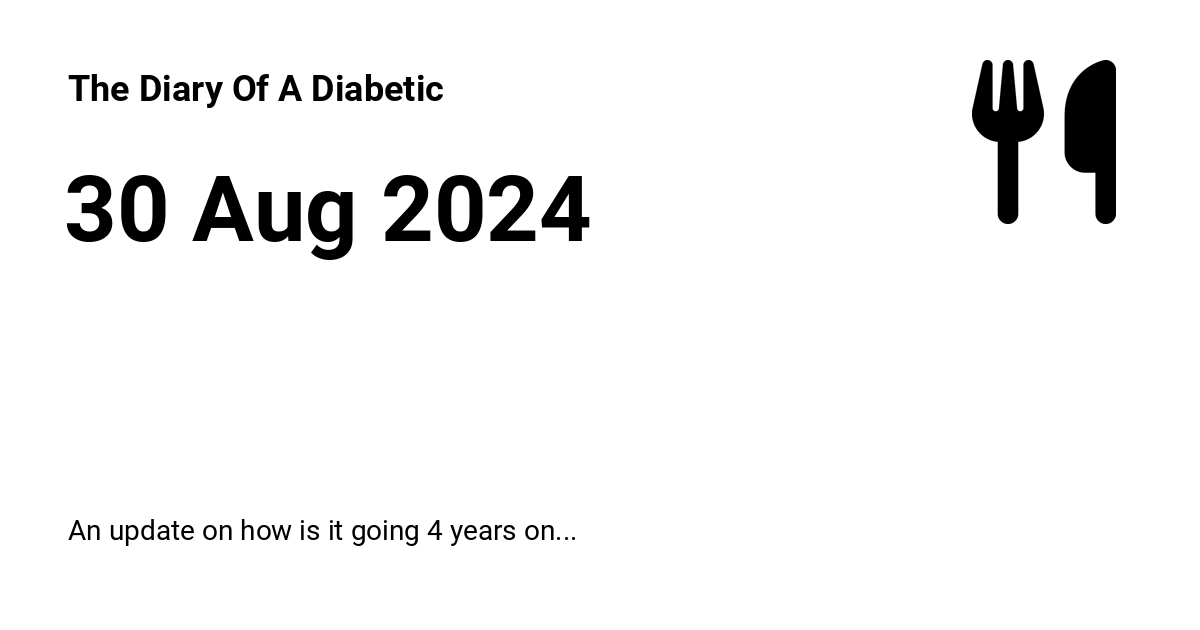 The Diary Of A Diabetic
30 Aug 2024
An update on how is it going 4 years on...